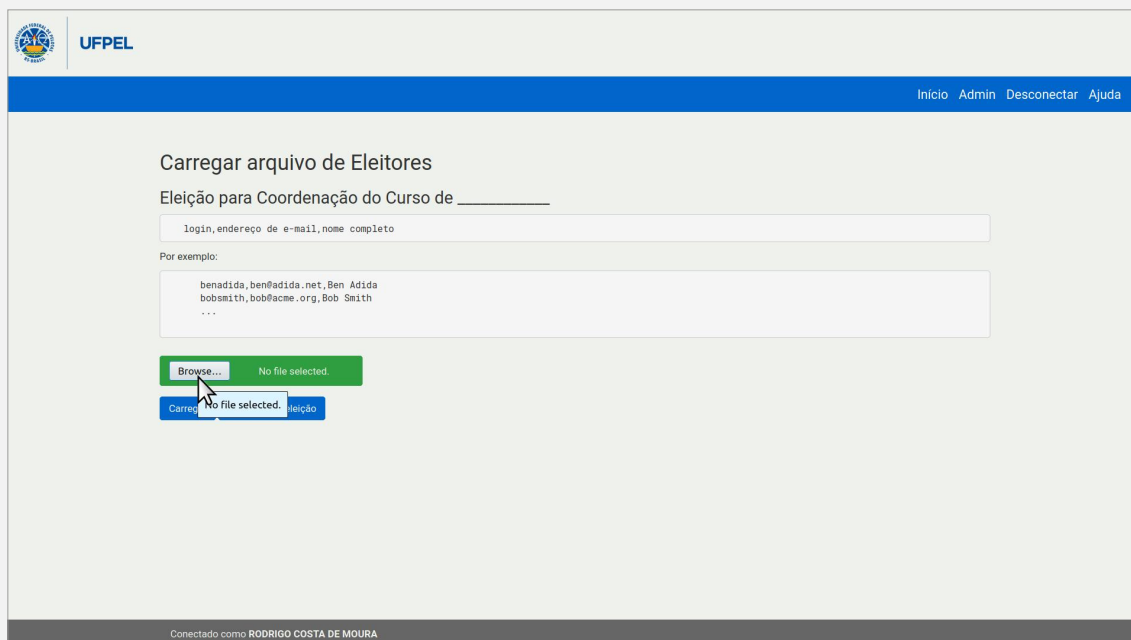 UFPEL
Início Admin Desconectar Ajuda
Carregar arquivo de Eleitores
Eleição para Coordenação do Curso de ____________
login,endereço de e-mail,nome completo
Por exemplo:
benadida,ben@adida.net,Ben Adida
bobsmith,bob@acme.org,Bob Smith
...
Browse... No file selected.
No file selected.
eleição
Conectado como RODRIGO COSTA DE MOURA